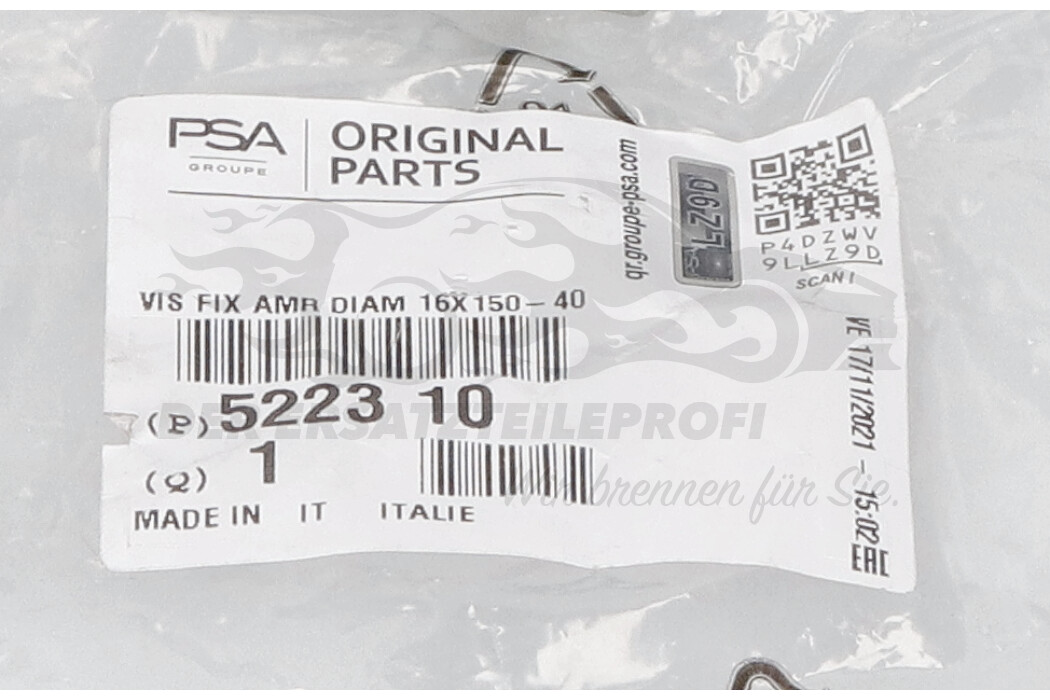 PSA
GROUPE
ORIGINAL
PARTS
qr.groupe-psa.com
LZ9D
P4DZWV
9LLZ9D
SCAN !
VIS FIX AMR DIAM 16X150-40
(P) 5223 10
DER ERSATZTEILEPROFI
(Q) 1
Wir brennen für Sie.
MADE IN IT ITALIE
VE 17/11/2021 - 15:02
EAC